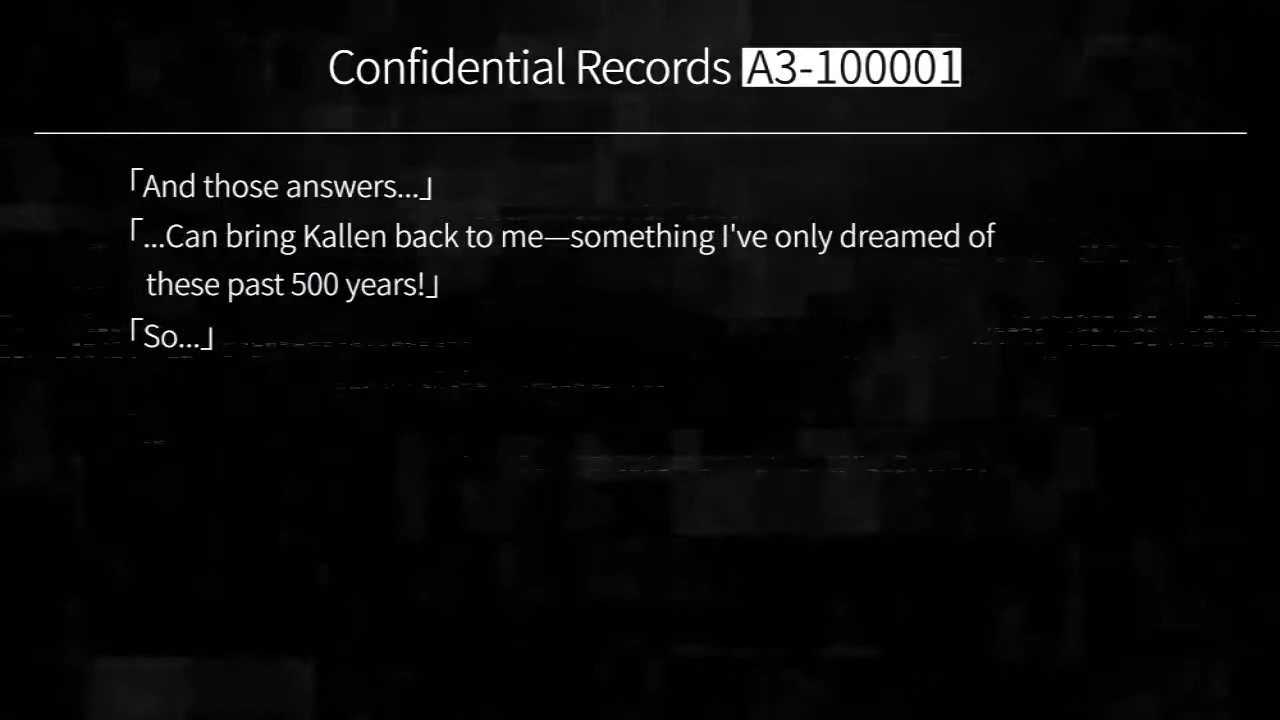 Confidential Records A3-100001
「And those answers...」
「...Can bring Kallen back to me—something I've only dreamed of
these past 500 years!」
「So...」